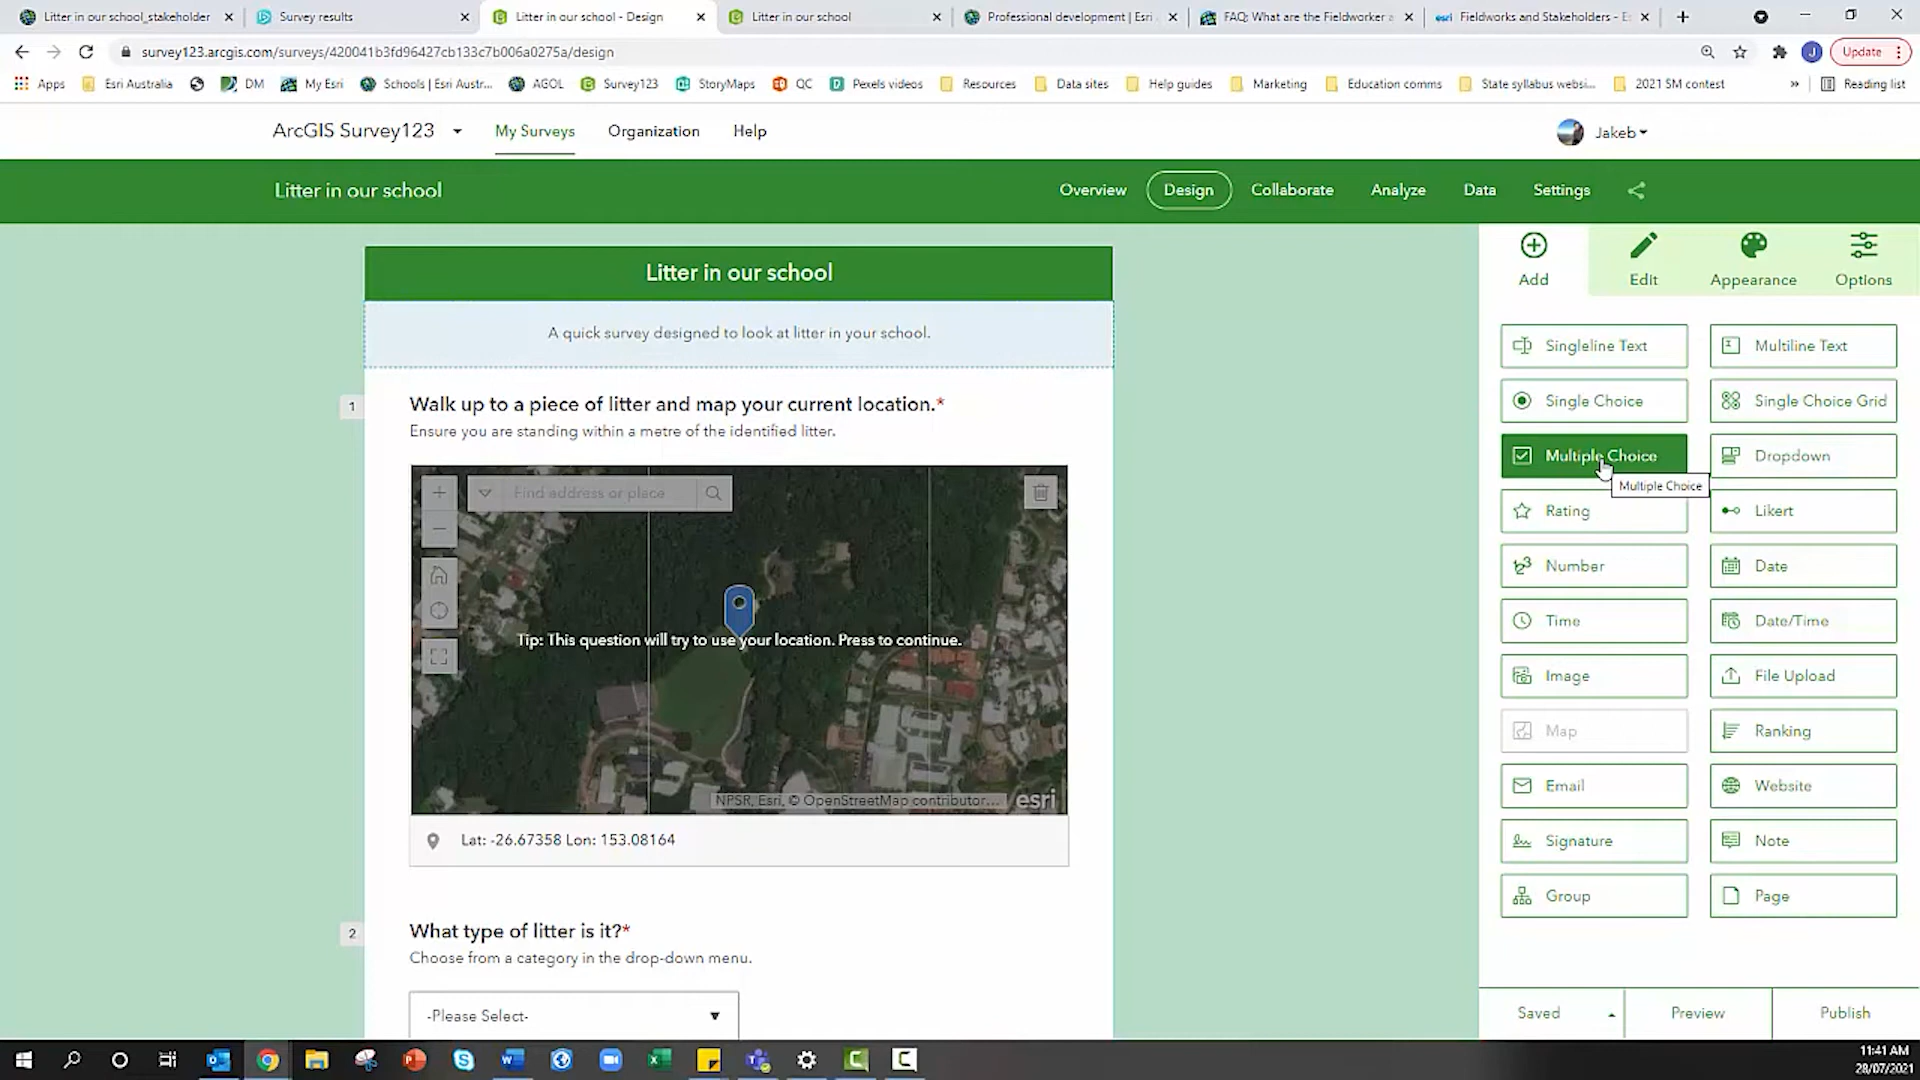 Litter in our school_stakeholder
Survey results
Litter in our school - Design
Litter in our school
Professional development | Esri
FAQ: What are the Fieldworker a
esri Fieldworks and Stakeholders - Es
survey123.arcgis.com/surveys/420041b3fd96427cb133c7b006a0275a/design
J
Update
Apps
Esri Australia
DM
My Esri
Schools | Esri Austr...
AGOL
Survey123
StoryMaps
QC
Pexels videos
Resources
Data sites
Help guides
Marketing
Education comms
State syllabus websi...
2021 SM contest
»
Reading list
ArcGIS Survey123
My Surveys
Organization
Help
Jakeb
Litter in our school
Overview
Design
Collaborate
Analyze
Data
Settings
Litter in our school
A quick survey designed to look at litter in your school.
1
Walk up to a piece of litter and map your current location.*
Ensure you are standing within a metre of the identified litter.
Find address or place
Tip: This question will try to use your location. Press to continue.
NPSR, Esri, © OpenStreetMap contributor...
esri
Lat: -26.67358 Lon: 153.08164
2
What type of litter is it?*
Choose from a category in the drop-down menu.
-Please Select-
Add
Edit
Appearance
Options
Singleline Text
Multiline Text
Single Choice
Single Choice Grid
Multiple Choice
Dropdown
Multiple Choice
Rating
Likert
Number
Date
Time
Date/Time
Image
File Upload
Map
Ranking
Email
Website
Signature
Note
Group
Page
Saved
Preview
Publish
11:41 AM
28/07/2021